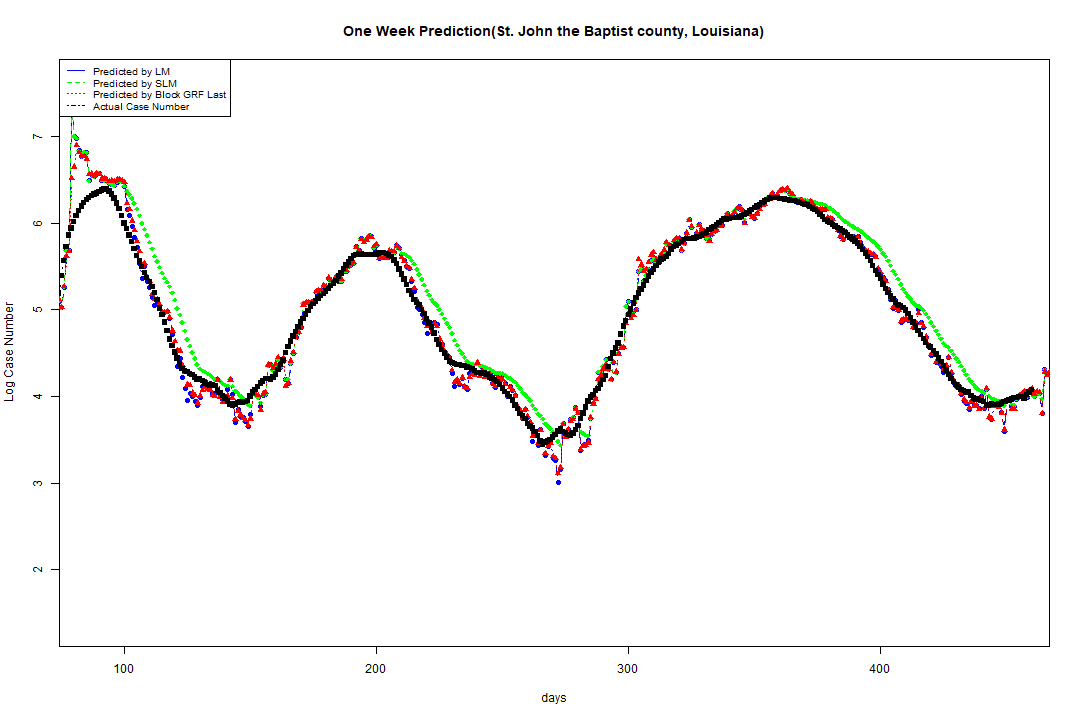 One Week Prediction(St. John the Baptist county, Louisiana)
Predicted by LM
Predicted by SLM
Predicted by Block GRF Last
Actual Case Number
7
6
5
4
3
2
Log Case Number
100 200 300 400
days